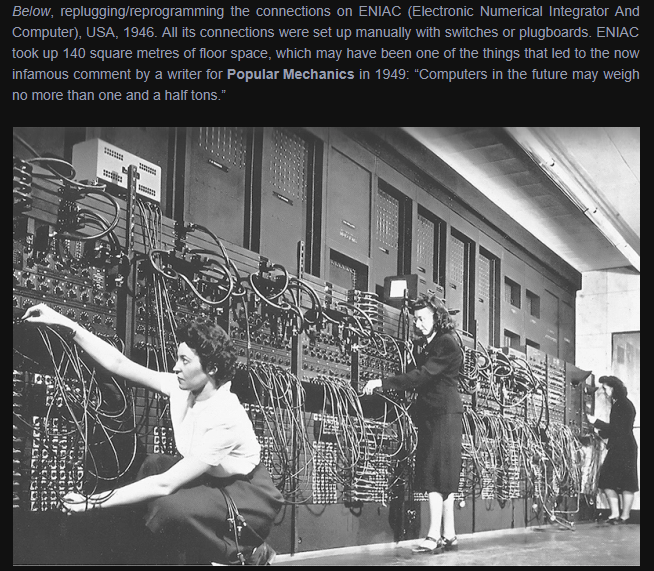 Below, replugging/reprogramming the connections on ENIAC (Electronic Numerical Integrator And
Computer), USA, 1946. All its connections were set up manually with switches or plugboards. ENIAC
took up 140 square metres of floor space, which may have been one of the things that led to the now
infamous comment by a writer for Popular Mechanics in 1949: “Computers in the future may weigh
no more than one and a half tons.”